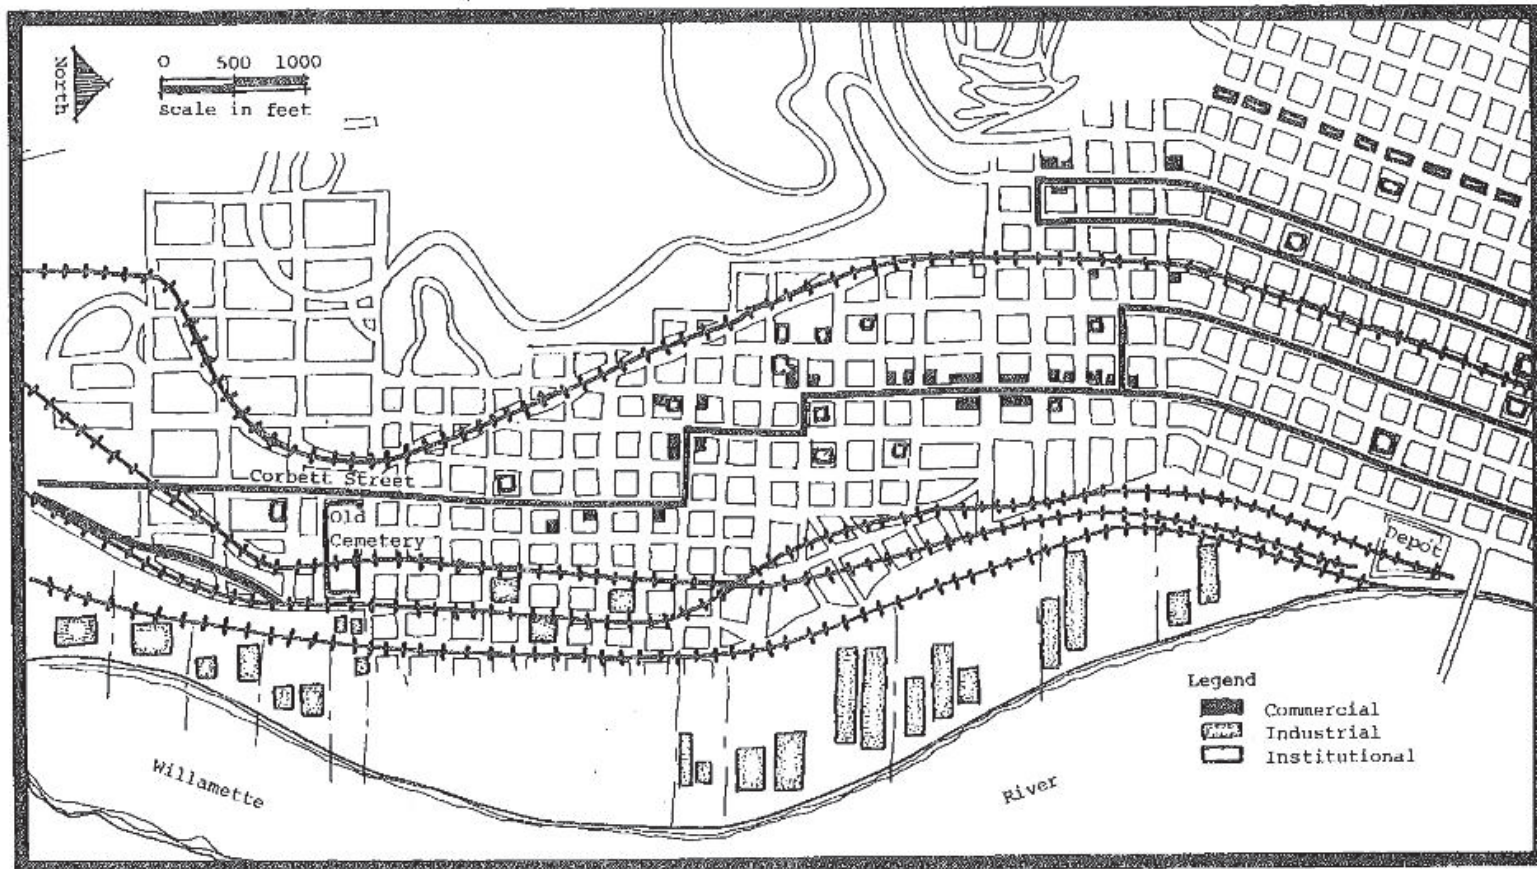 North
0 500 1000
scale in feet
Corbett Street
Old
Cemetery
Depot
Willamette
River
Legend
Commercial
Industrial
Institutional